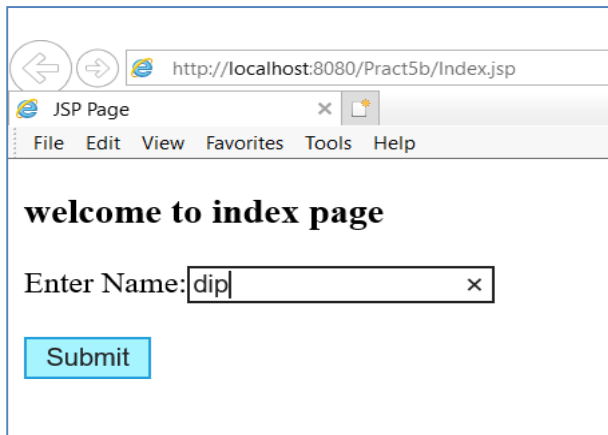 http://localhost:8080/Pract5b/Index.jsp
JSP Page
File Edit View Favorites Tools Help
welcome to index page
Enter Name: dip
Submit